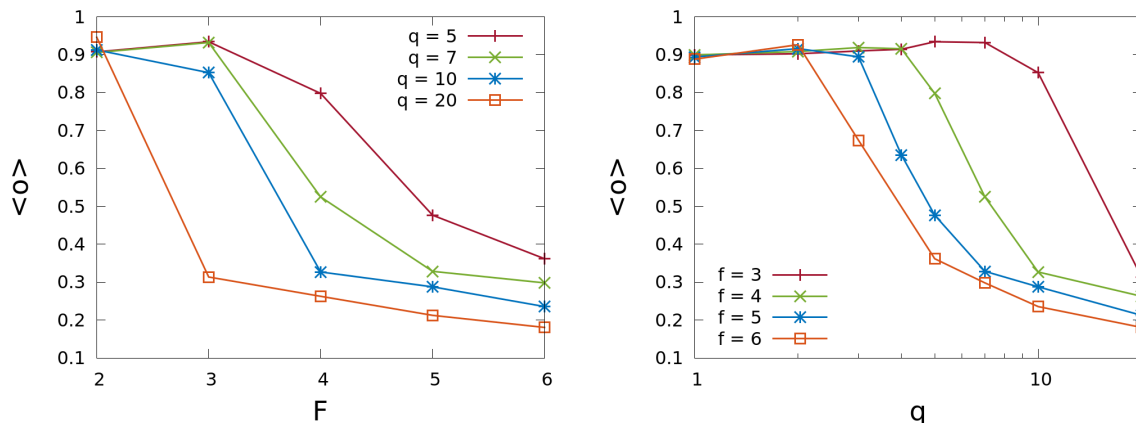 1
0.9
0.8
0.7
0.6
0.5
0.4
0.3
0.2
0.1
<o>
2 3 4 5 6
F
q = 5
q = 7
q = 10
q = 20
1
0.9
0.8
0.7
0.6
0.5
0.4
0.3
0.2
0.1
<o>
f = 3
f = 4
f = 5
f = 6
1 10
q